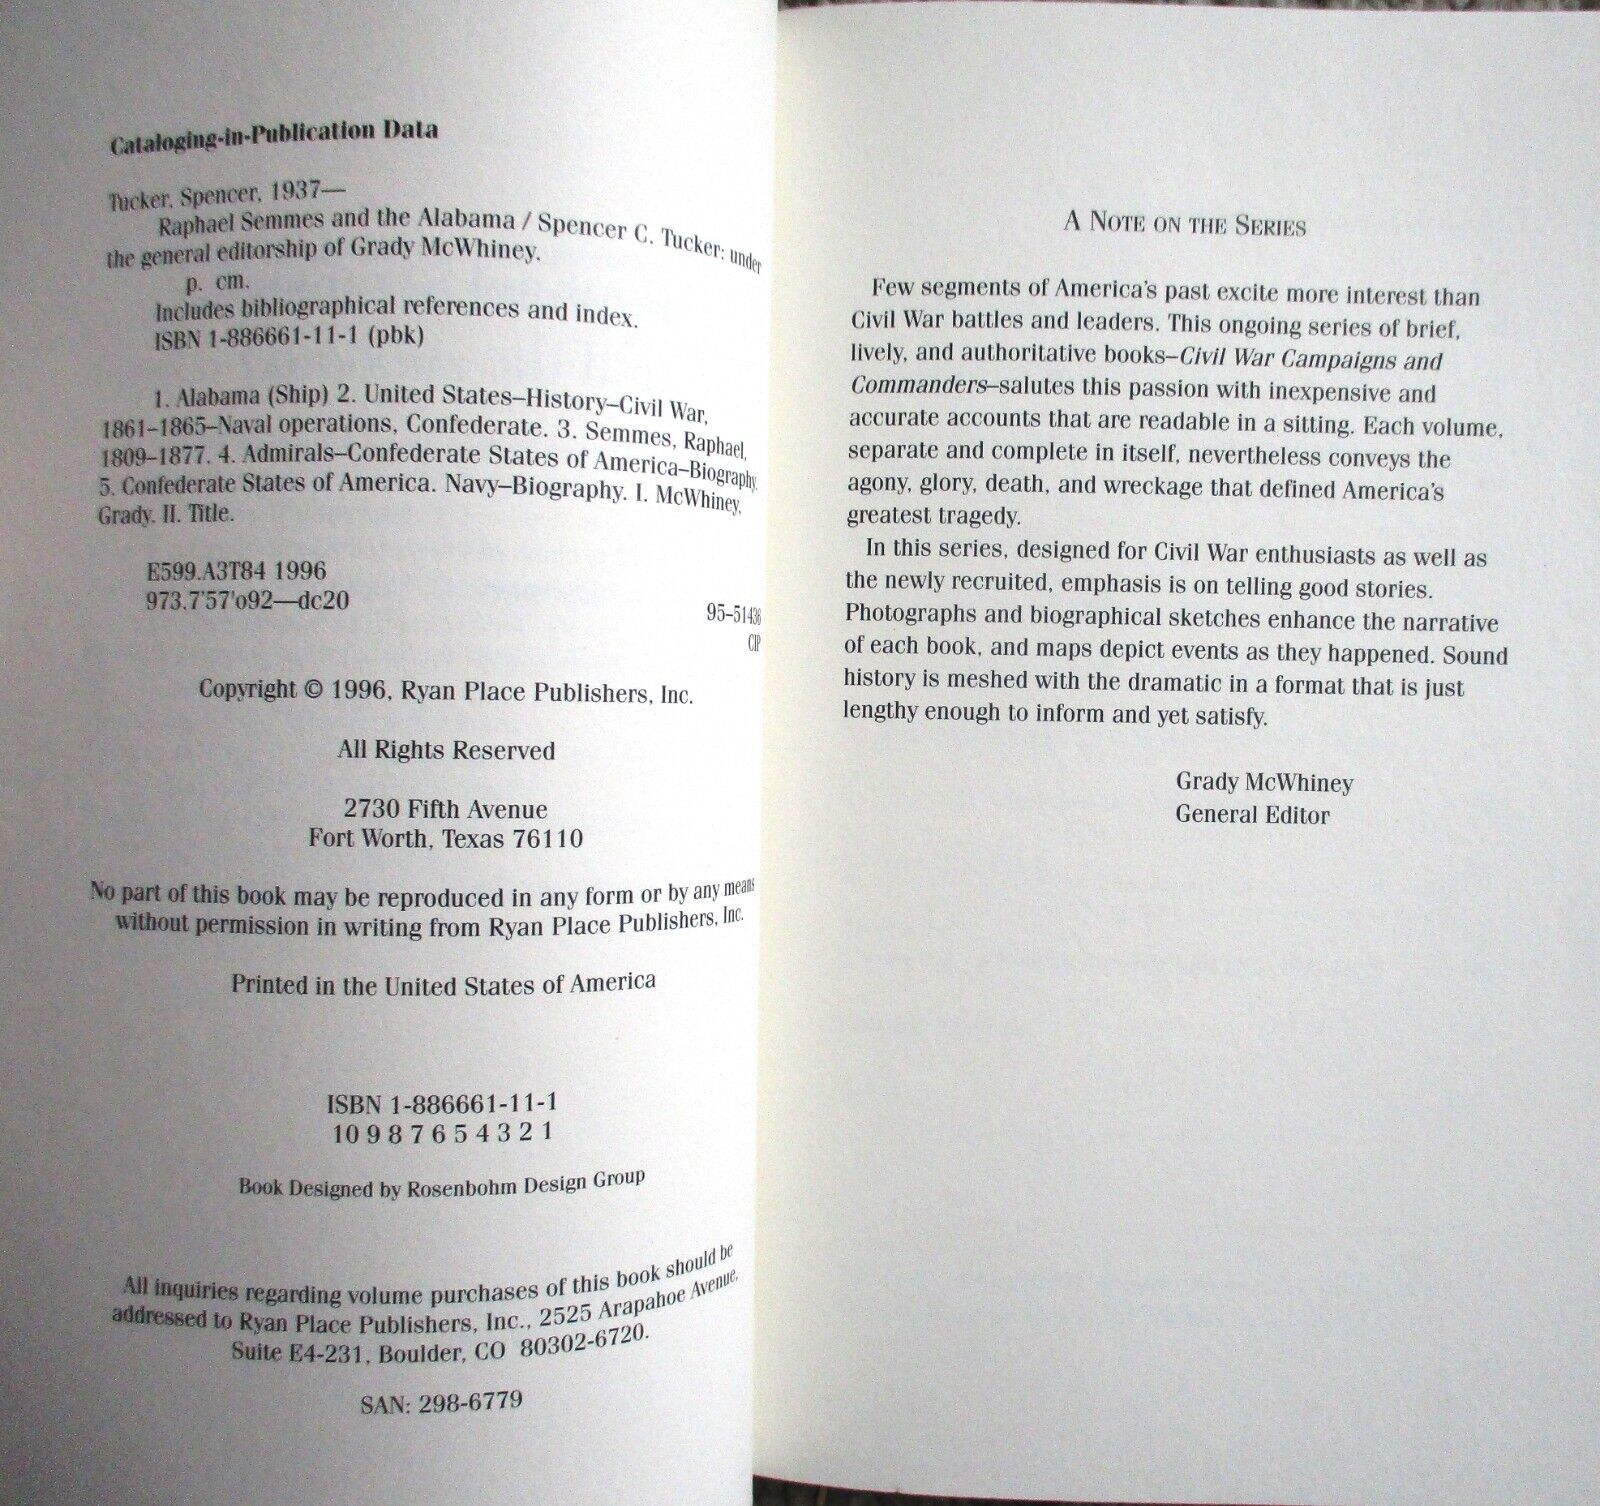 Cataloging-in-Publication Data
Tucker, Spencer, 1937—
Raphael Semmes and the Alabama / Spencer C. Tucker; under
the general editorship of Grady McWhiney.
p. cm.
Includes bibliographical references and index.
ISBN 1-886661-11-1 (pbk)
1. Alabama (Ship) 2. United States–History–Civil War,
1861–1865–Naval operations, Confederate. 3. Semmes, Raphael,
1809–1877. 4. Admirals–Confederate States of America–Biography.
5. Confederate States of America. Navy–Biography. I. McWhiney,
Grady. II. Title.
E599.A3T84 1996
973.7'57'o92—dc20
95–51436
CIP
Copyright © 1996, Ryan Place Publishers, Inc.
All Rights Reserved
2730 Fifth Avenue
Fort Worth, Texas 76110
No part of this book may be reproduced in any form or by any means
without permission in writing from Ryan Place Publishers, Inc.
Printed in the United States of America
ISBN 1-886661-11-1
10 9 8 7 6 5 4 3 2 1
Book Designed by Rosenbohm Design Group
All inquiries regarding volume purchases of this book should be
addressed to Ryan Place Publishers, Inc., 2525 Arapahoe Avenue,
Suite E4-231, Boulder, CO 80302-6720.
SAN: 298-6779
A Note on the Series
Few segments of America's past excite more interest than
Civil War battles and leaders. This ongoing series of brief,
lively, and authoritative books–Civil War Campaigns and
Commanders–salutes this passion with inexpensive and
accurate accounts that are readable in a sitting. Each volume,
separate and complete in itself, nevertheless conveys the
agony, glory, death, and wreckage that defined America's
greatest tragedy.
In this series, designed for Civil War enthusiasts as well as
the newly recruited, emphasis is on telling good stories.
Photographs and biographical sketches enhance the narrative
of each book, and maps depict events as they happened. Sound
history is meshed with the dramatic in a format that is just
lengthy enough to inform and yet satisfy.
Grady McWhiney
General Editor